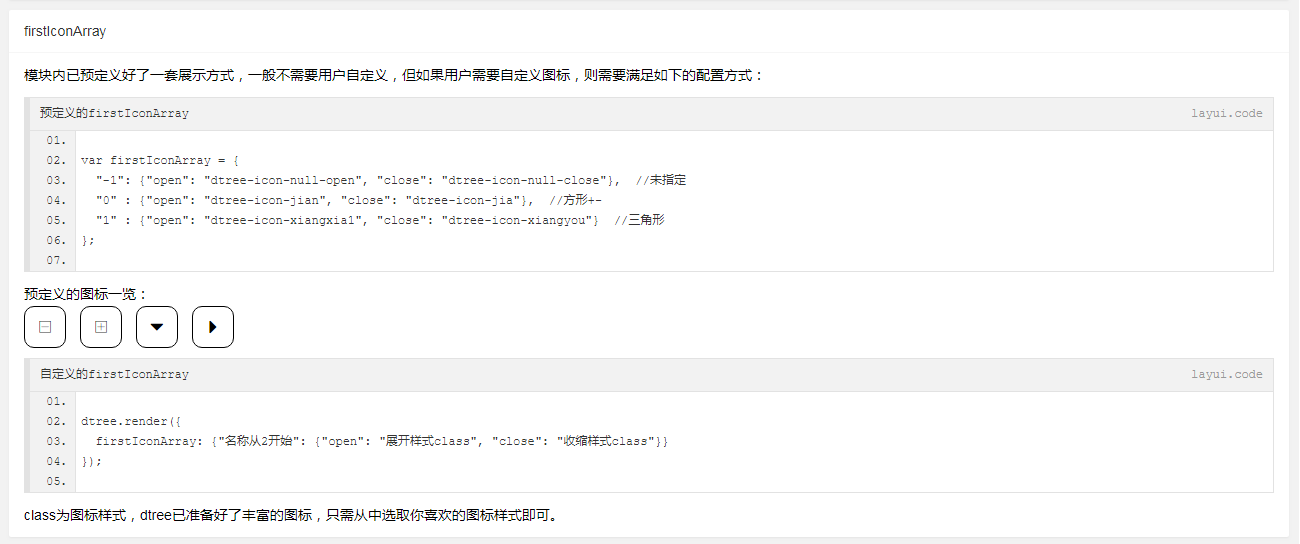 firstIconArray
模块内已预定义好了一套展示方式，一般不需要用户自定义，但如果用户需要自定义图标，则需要满足如下的配置方式：
预定义的firstIconArray layui.code
01.
02. var firstIconArray = {
03. "-1": {"open": "dtree-icon-null-open", "close": "dtree-icon-null-close"}, //未指定
04. "0" : {"open": "dtree-icon-jian", "close": "dtree-icon-jia"}, //方形+-
05. "1" : {"open": "dtree-icon-xiangxia1", "close": "dtree-icon-xiangyou"} //三角形
06. };
07.
预定义的图标一览：
自定义的firstIconArray layui.code
01.
02. dtree.render({
03. firstIconArray: {"名称从2开始": {"open": "展开样式class", "close": "收缩样式class"}}
04. });
05.
class为图标样式，dtree已准备好了丰富的图标，只需从中选取你喜欢的图标样式即可。